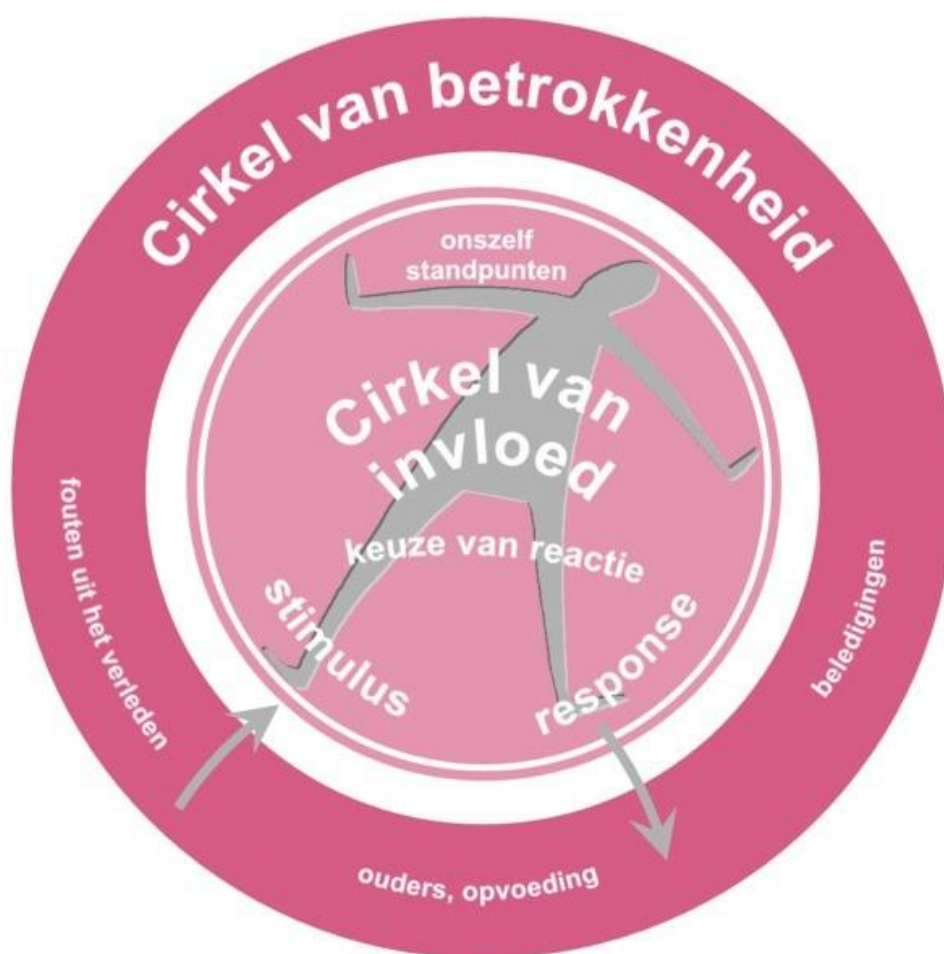 Cirkel van betrokkenheid
onszelf
standpunten
Cirkel van
invloed
keuze van reactie
stimulus
response
fouten uit het verleden
beledigingen
ouders, opvoeding